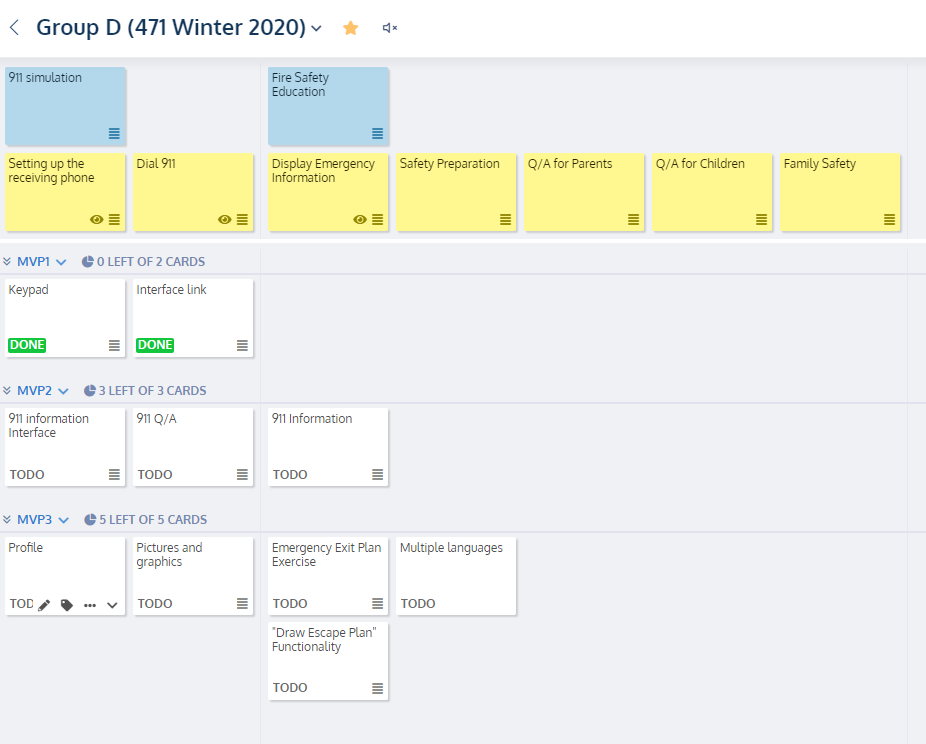 Group D (471 Winter 2020)
911 simulation
Fire Safety
Education
Setting up the
receiving phone
Dial 911
Display Emergency
Information
Safety Preparation
Q/A for Parents
Q/A for Children
Family Safety
MVP1
0 LEFT OF 2 CARDS
Keypad
DONE
Interface link
DONE
MVP2
3 LEFT OF 3 CARDS
911 information
Interface
TODO
911 Q/A
TODO
911 Information
TODO
MVP3
5 LEFT OF 5 CARDS
Profile
TOD
Pictures and
graphics
TODO
Emergency Exit Plan
Exercise
TODO
Multiple languages
TODO
"Draw Escape Plan"
Functionality
TODO